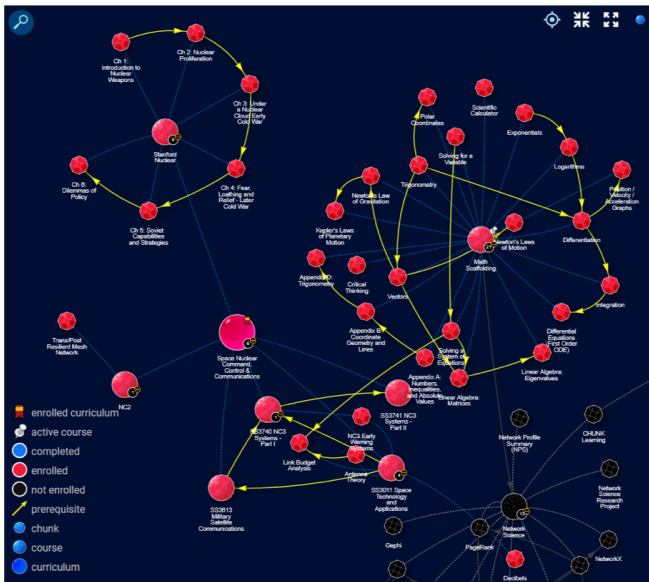 Ch 1:
Introduction to
Nuclear
Weapons
Ch 2: Nuclear
Proliferation
Ch 3: Under
a Nuclear
Cloud Early
Cold War
Stanford
Nuclear
Ch 6:
Dilemmas of
Policy
Ch 5: Soviet
Capabilities
and Strategies
Ch 4: Fear,
Loathing and
Relief - Later
Cold War
Polar
Coordinates
Scientific
Calculator
Exponentials
Solving for a
Variable
Logarithms
Trigonometry
Position /
Velocity /
Acceleration
Graphs
Newton's Law
of Gravitation
Kepler's Laws
of Planetary
Motion
Math
Scaffolding
Newton's Laws
of Motion
Differentiation
Appendix D:
Trigonometry
Critical
Thinking
Vectors
Integration
Appendix B:
Coordinate
Geometry and
Lines
Solving a
System of
Equations
Differential
Equations
(First Order
ODE)
Appendix A:
Numbers,
Inequalities,
and Absolute
Values
Linear Algebra:
Matrices
Linear Algebra:
Eigenvalues
Trans/Post
Resilient Mesh
Network
Space Nuclear
Command,
Control &
Communications
NC2
SS3740 NC3
Systems -
Part I
SS3741 NC3
Systems -
Part II
NC3 Early
Warning
Systems
Link Budget
Analysis
Antenna
Theory
SS3011 Space
Technology
and
Applications
SS3613
Military
Satellite
Communications
Network Profile
Summary
(NPS)
CHUNK
Learning
Network
Science
Research
Project
Network
Science
Gephi
PageRank
NetworkX
Decibels
enrolled curriculum
active course
completed
enrolled
not enrolled
prerequisite
chunk
course
curriculum